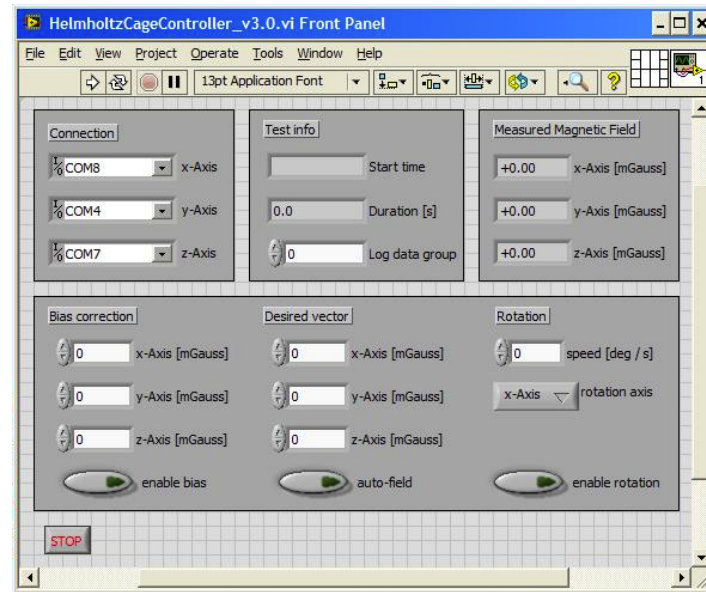 HelmholtzCageController_v3.0.vi Front Panel
File Edit View Project Operate Tools Window Help
13pt Application Font
Connection
COM8 x-Axis
COM4 y-Axis
COM7 z-Axis
Test info
Start time
0.0 Duration [s]
0 Log data group
Measured Magnetic Field
+0.00 x-Axis [mGauss]
+0.00 y-Axis [mGauss]
+0.00 z-Axis [mGauss]
Bias correction
0 x-Axis [mGauss]
0 y-Axis [mGauss]
0 z-Axis [mGauss]
enable bias
Desired vector
0 x-Axis [mGauss]
0 y-Axis [mGauss]
0 z-Axis [mGauss]
auto-field
Rotation
0 speed [deg / s]
x-Axis rotation axis
enable rotation
STOP